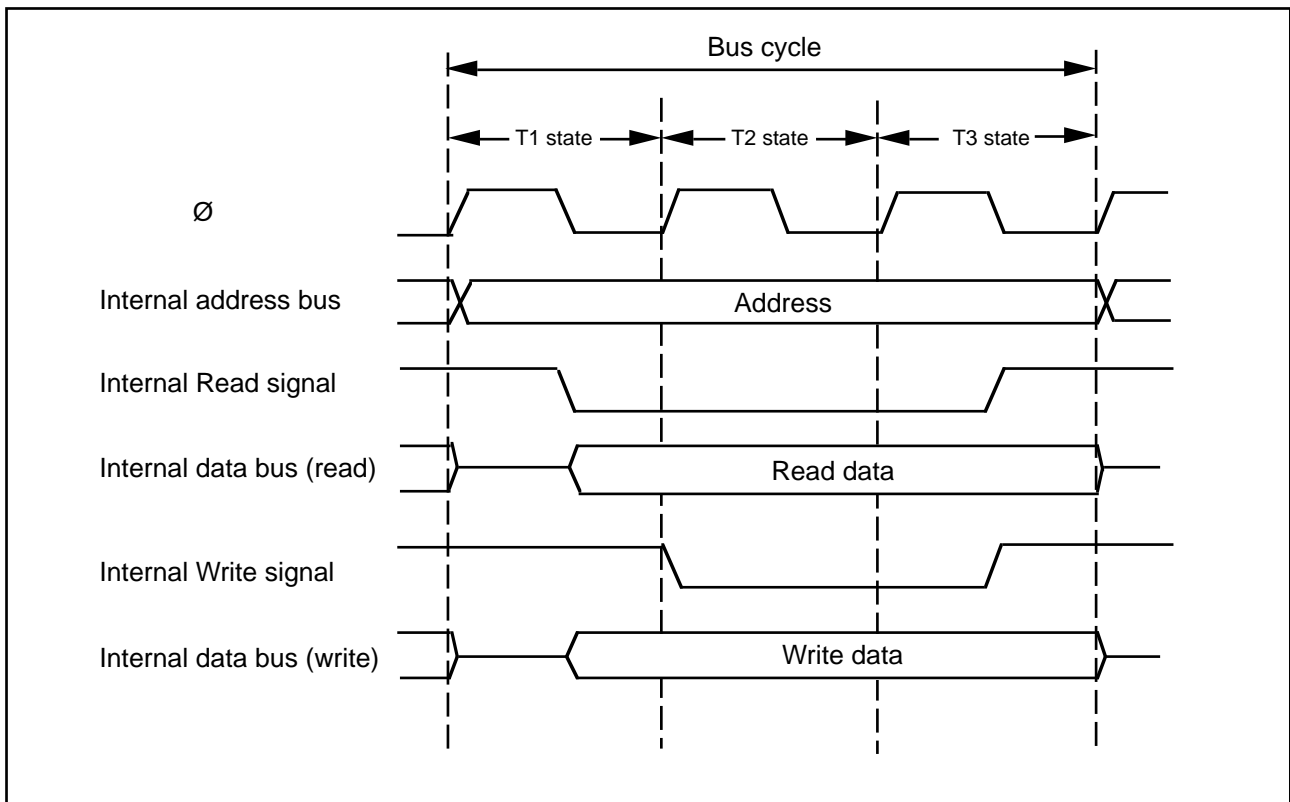 Bus cycle
T1 state
T2 state
T3 state
Ø
Internal address bus
Address
Internal Read signal
Internal data bus (read)
Read data
Internal Write signal
Internal data bus (write)
Write data